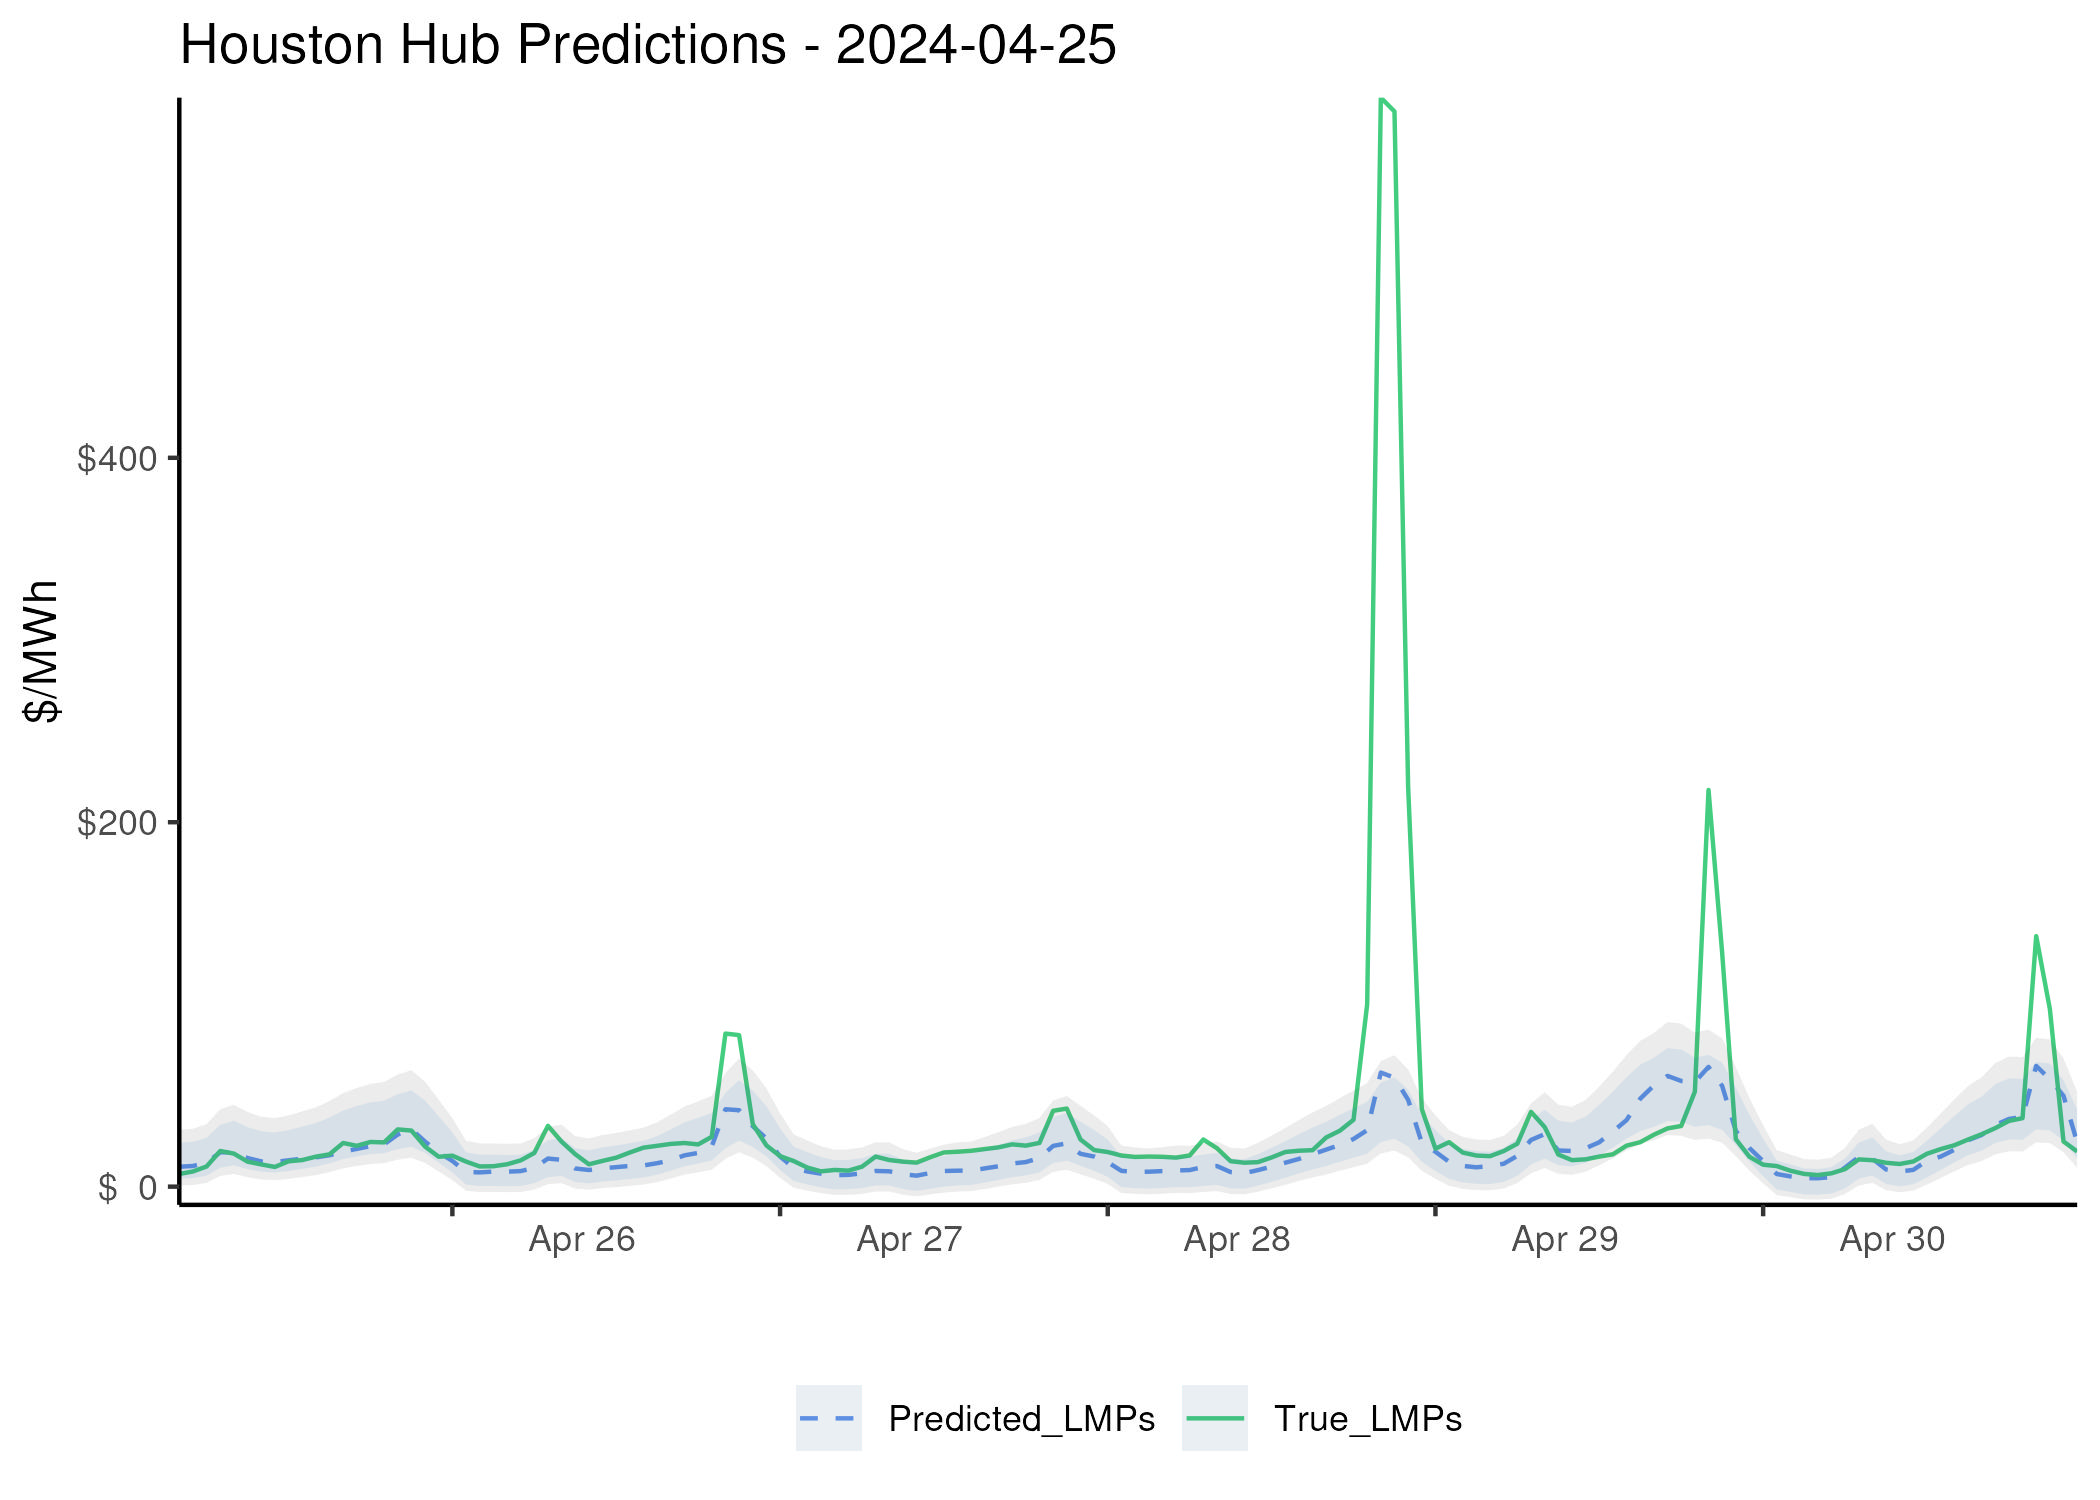 Houston Hub Predictions - 2024-04-25
$/MWh
$400
$200
$  0
Apr 26
Apr 27
Apr 28
Apr 29
Apr 30
Predicted_LMPs
True_LMPs